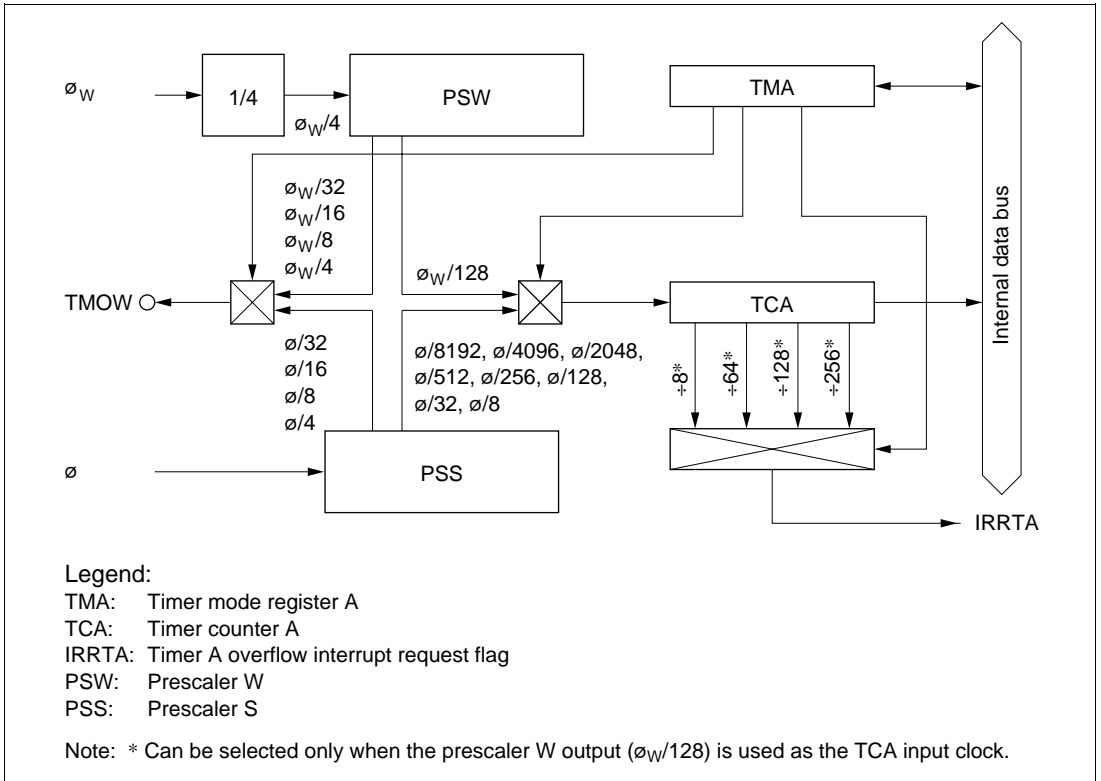 øW
1/4
PSW
TMA
øW/4
øW/32
øW/16
øW/8
øW/4
øW/128
TMOW
TCA
Internal data bus
ø/32
ø/16
ø/8
ø/4
ø/8192, ø/4096, ø/2048,
ø/512, ø/256, ø/128,
ø/32, ø/8
÷8*
÷64*
÷128*
÷256*
ø
PSS
IRRTA
Legend:
TMA: Timer mode register A
TCA: Timer counter A
IRRTA: Timer A overflow interrupt request flag
PSW: Prescaler W
PSS: Prescaler S
Note: * Can be selected only when the prescaler W output (øW/128) is used as the TCA input clock.